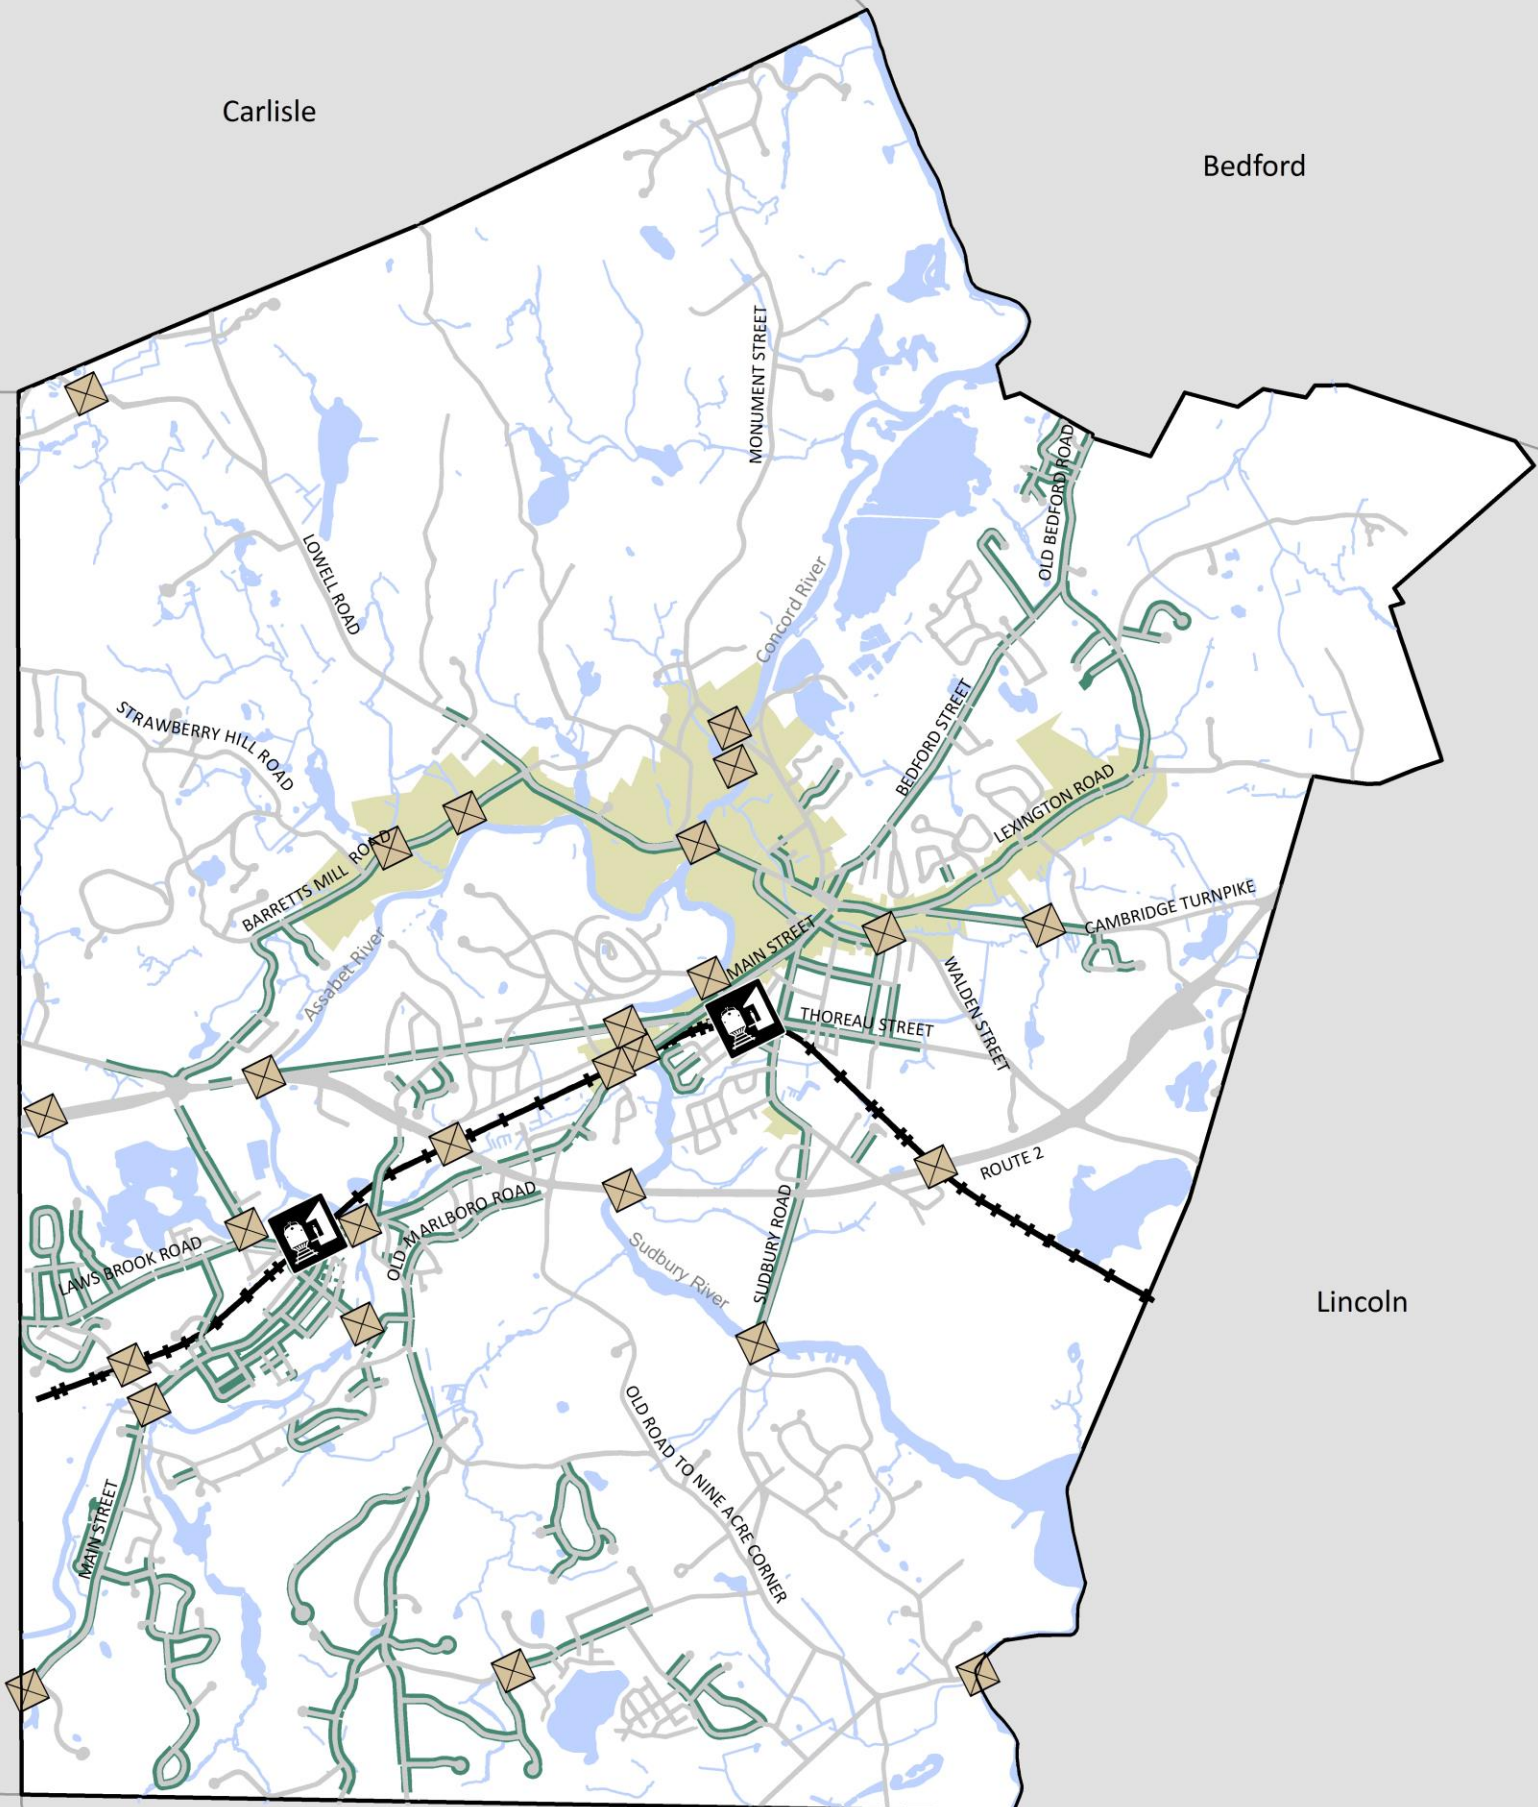 Carlisle
Bedford
MONUMENT STREET
OLD BEDFORD ROAD
LOWELL ROAD
Concord River
STRAWBERRY HILL ROAD
BEDFORD STREET
LEXINGTON ROAD
BARRETTS MILL ROAD
CAMBRIDGE TURNPIKE
Assabet River
MAIN STREET
WALDEN STREET
THOREAU STREET
ROUTE 2
OLD MARLBORO ROAD
SUDBURY ROAD
LAWS BROOK ROAD
Sudbury River
Lincoln
OLD ROAD TO NINE ACRE CORNER
MAIN STREET